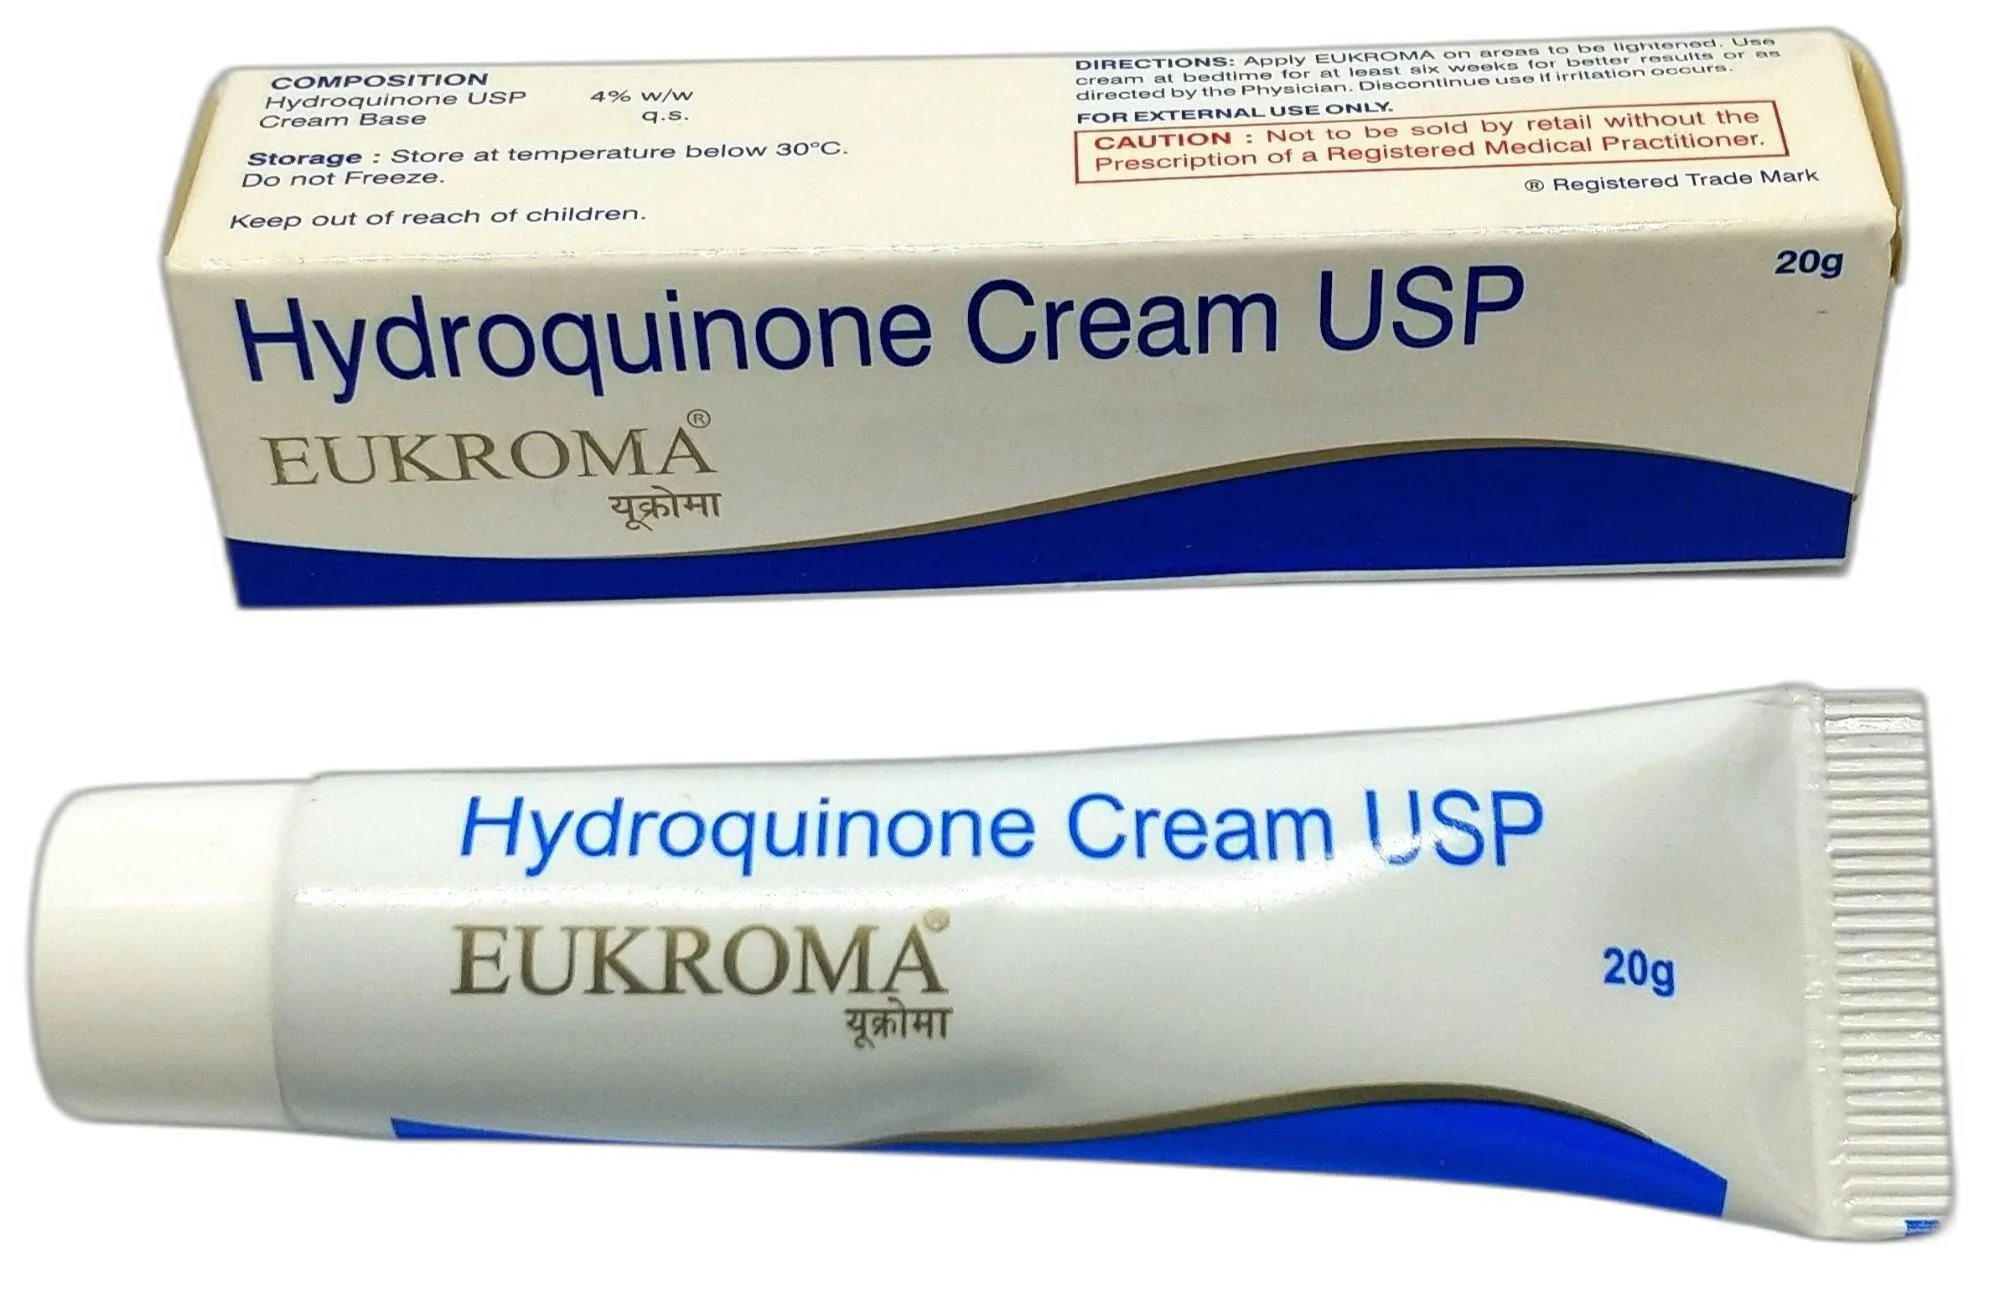 COMPOSITION
Hydroquinone USP 4% w/w
Cream Base q.s.
Storage : Store at temperature below 30°C.
Do not Freeze.
Keep out of reach of children.
DIRECTIONS: Apply EUKROMA on areas to be lightened. Use
cream at bedtime for at least six weeks for better results or as
directed by the Physician. Discontinue use if irritation occurs.
FOR EXTERNAL USE ONLY.
CAUTION : Not to be sold by retail without the
Prescription of a Registered Medical Practitioner.
® Registered Trade Mark
Hydroquinone Cream USP
20g
EUKROMA®
यूक्रोमा
Hydroquinone Cream USP
EUKROMA®
यूक्रोमा
20g